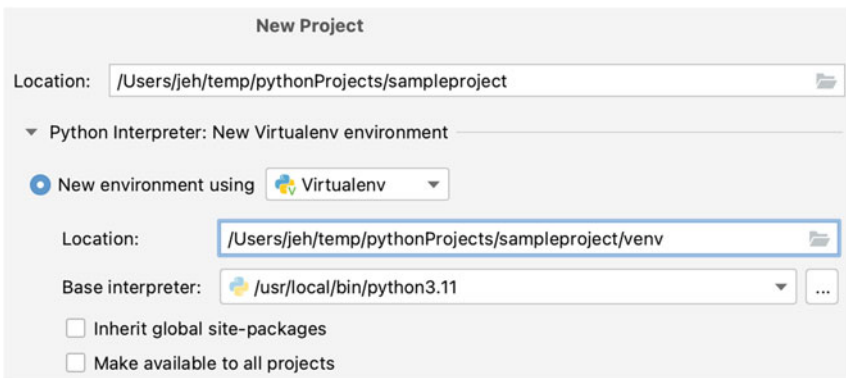 New Project
Location: /Users/jeh/temp/pythonProjects/sampleproject
Python Interpreter: New Virtualenv environment
New environment using Virtualenv
Location: /Users/jeh/temp/pythonProjects/sampleproject/venv
Base interpreter: /usr/local/bin/python3.11 ...
Inherit global site-packages
Make available to all projects